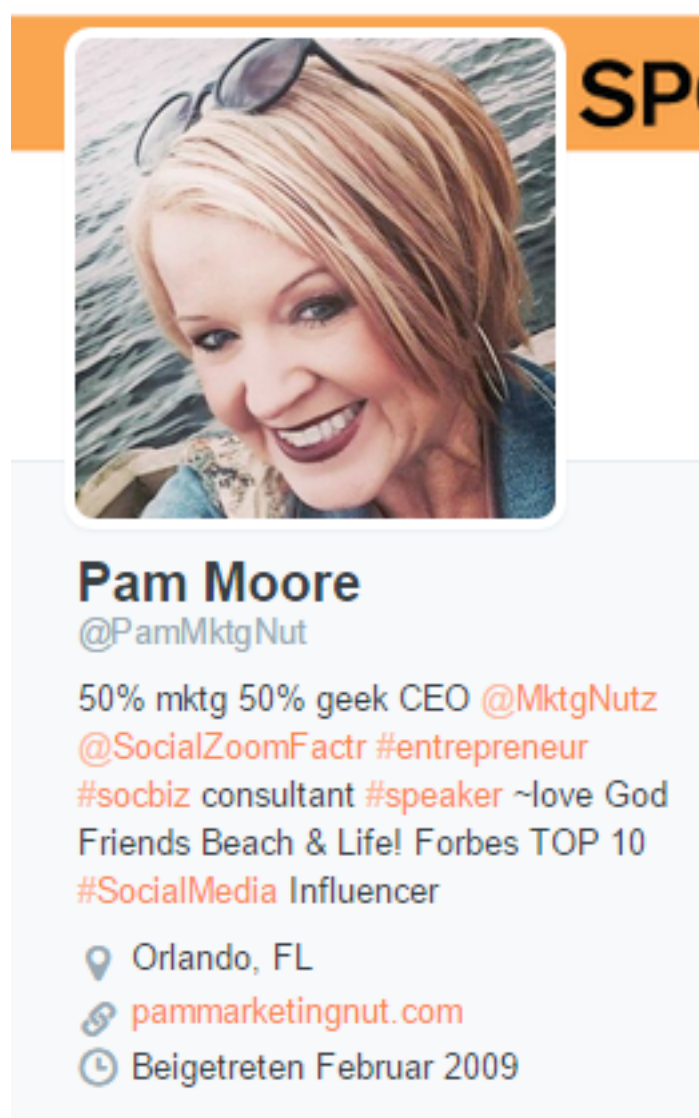 SP
Pam Moore
@PamMktgNut
50% mktg 50% geek CEO @MktgNutz
@SocialZoomFactr #entrepreneur
#socbiz consultant #speaker ~love God
Friends Beach & Life! Forbes TOP 10
#SocialMedia Influencer
Orlando, FL
pammarketingnut.com
Beigetreten Februar 2009